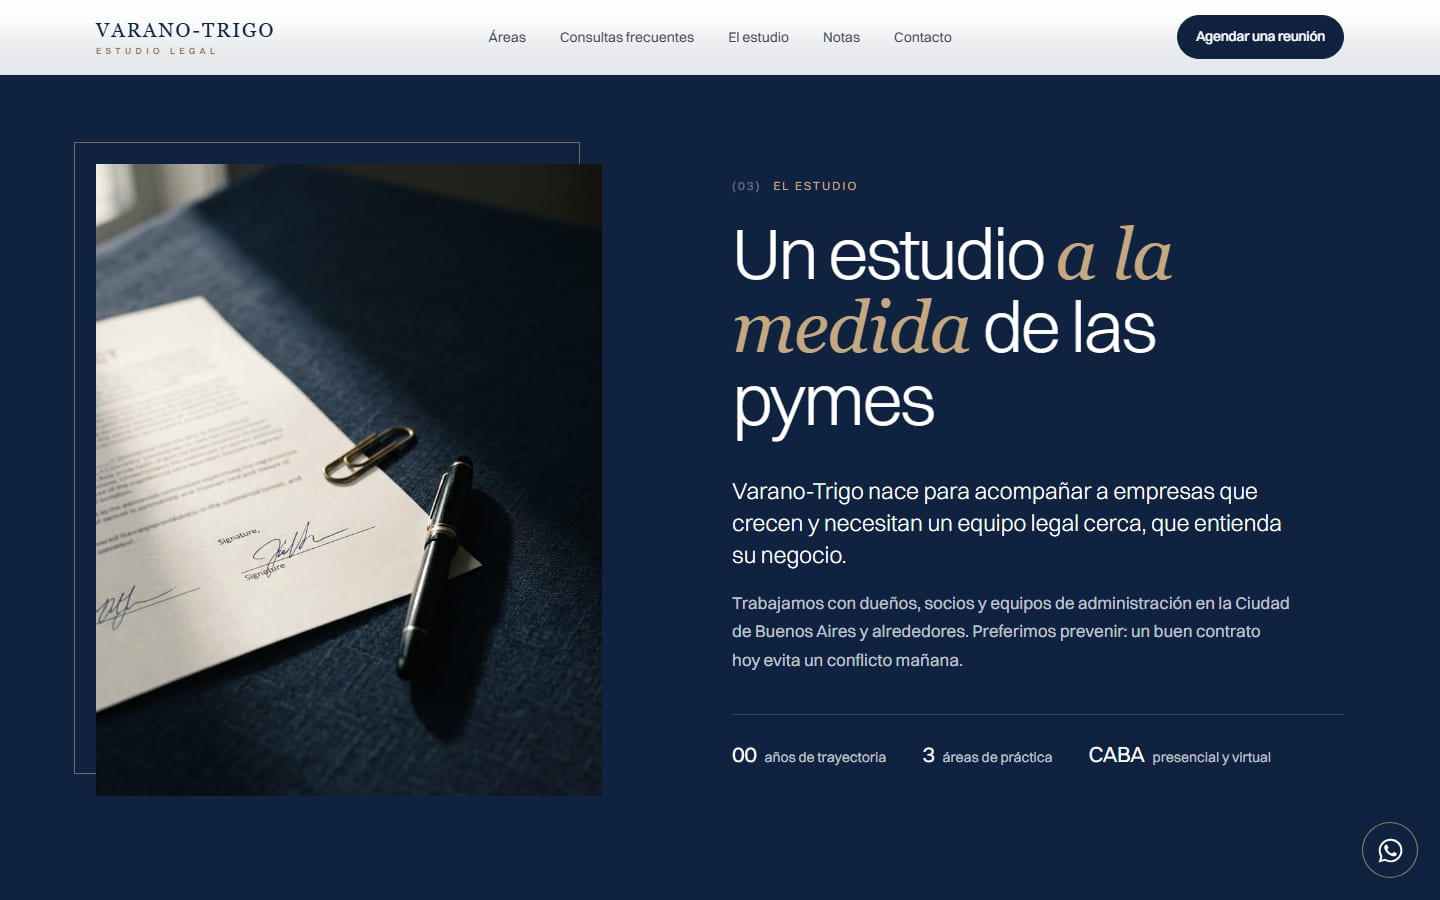 VARANO-TRIGO
ESTUDIO LEGAL
Áreas
Consultas frecuentes
El estudio
Notas
Contacto
Agendar una reunión
Signature,
Signature
(03) EL ESTUDIO
Un estudio a la
medida de las
pymes
Varano-Trigo nace para acompañar a empresas que
crecen y necesitan un equipo legal cerca, que entienda
su negocio.
Trabajamos con dueños, socios y equipos de administración en la Ciudad
de Buenos Aires y alrededores. Preferimos prevenir: un buen contrato
hoy evita un conflicto mañana.
00 años de trayectoria
3 áreas de práctica
CABA presencial y virtual